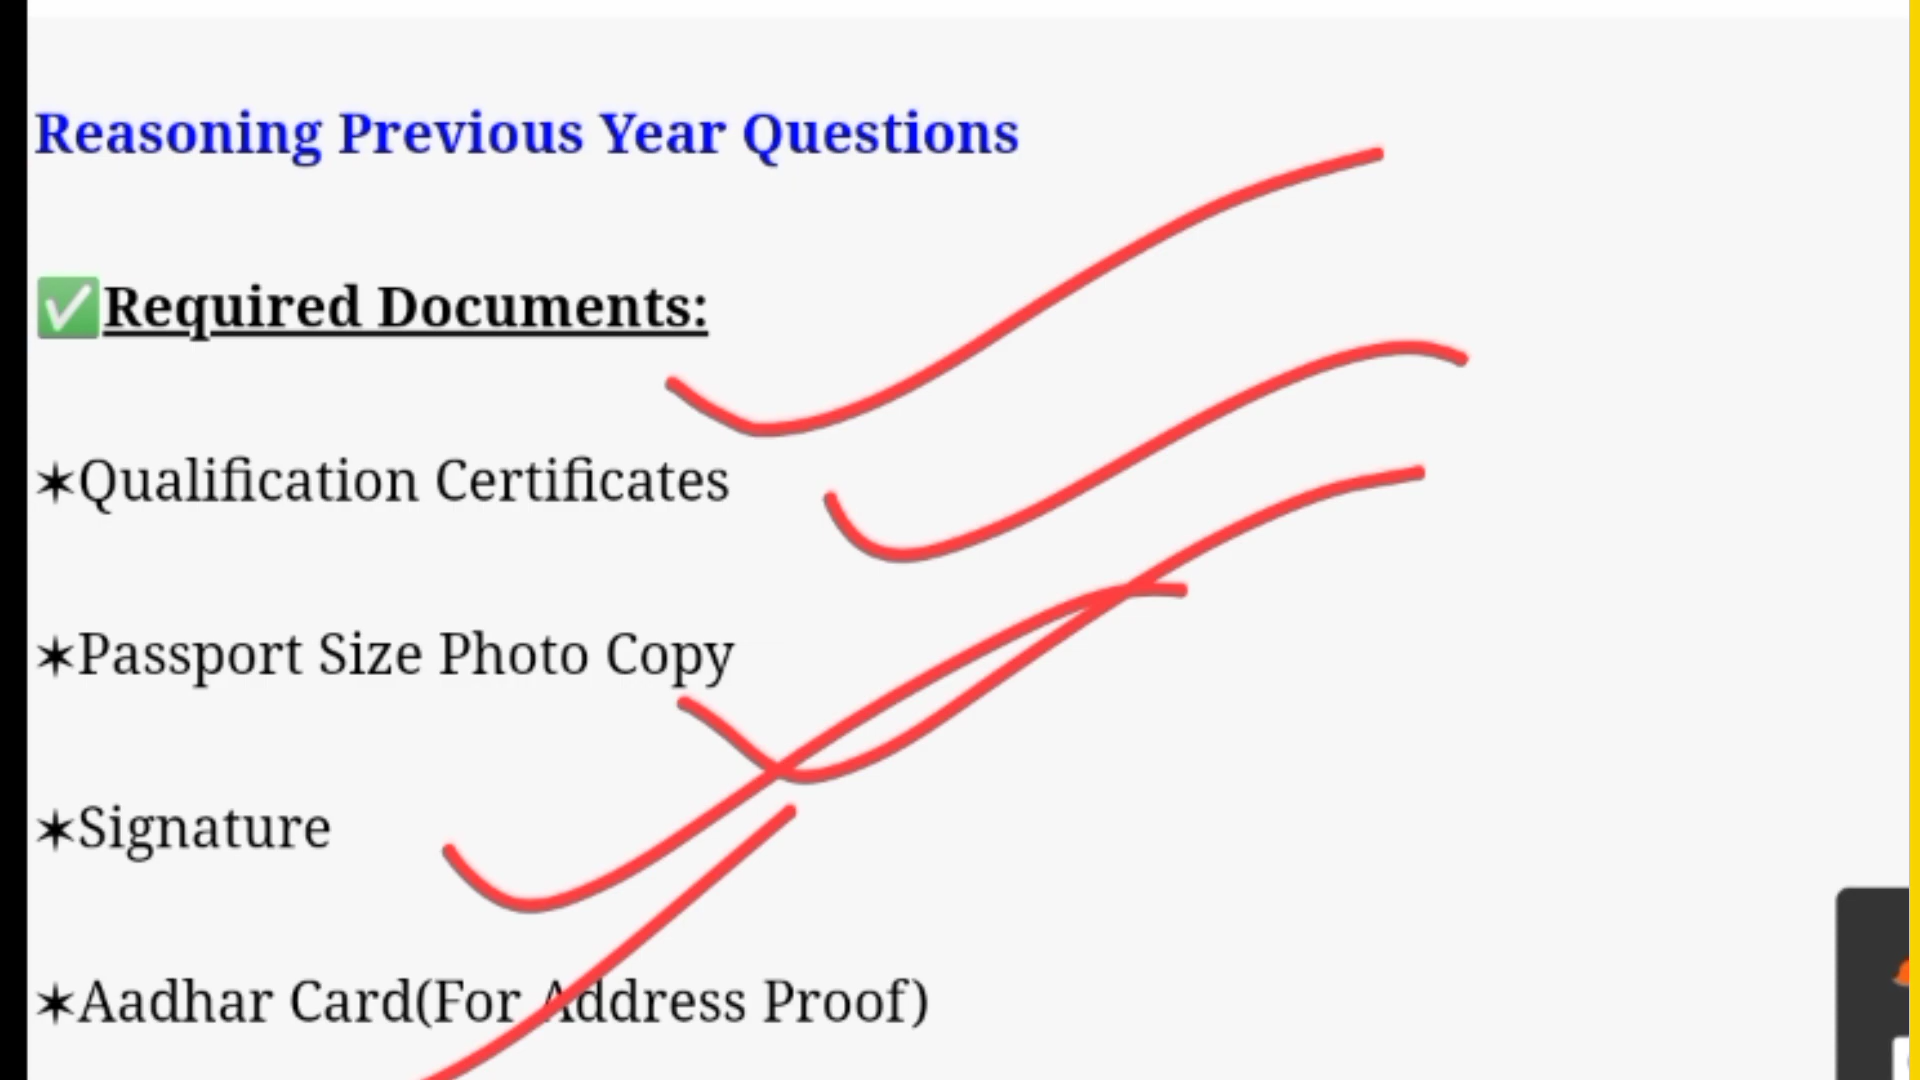 Reasoning Previous Year Questions
✅Required Documents:
✶Qualification Certificates
✶Passport Size Photo Copy
✶Signature
✶Aadhar Card(For Address Proof)